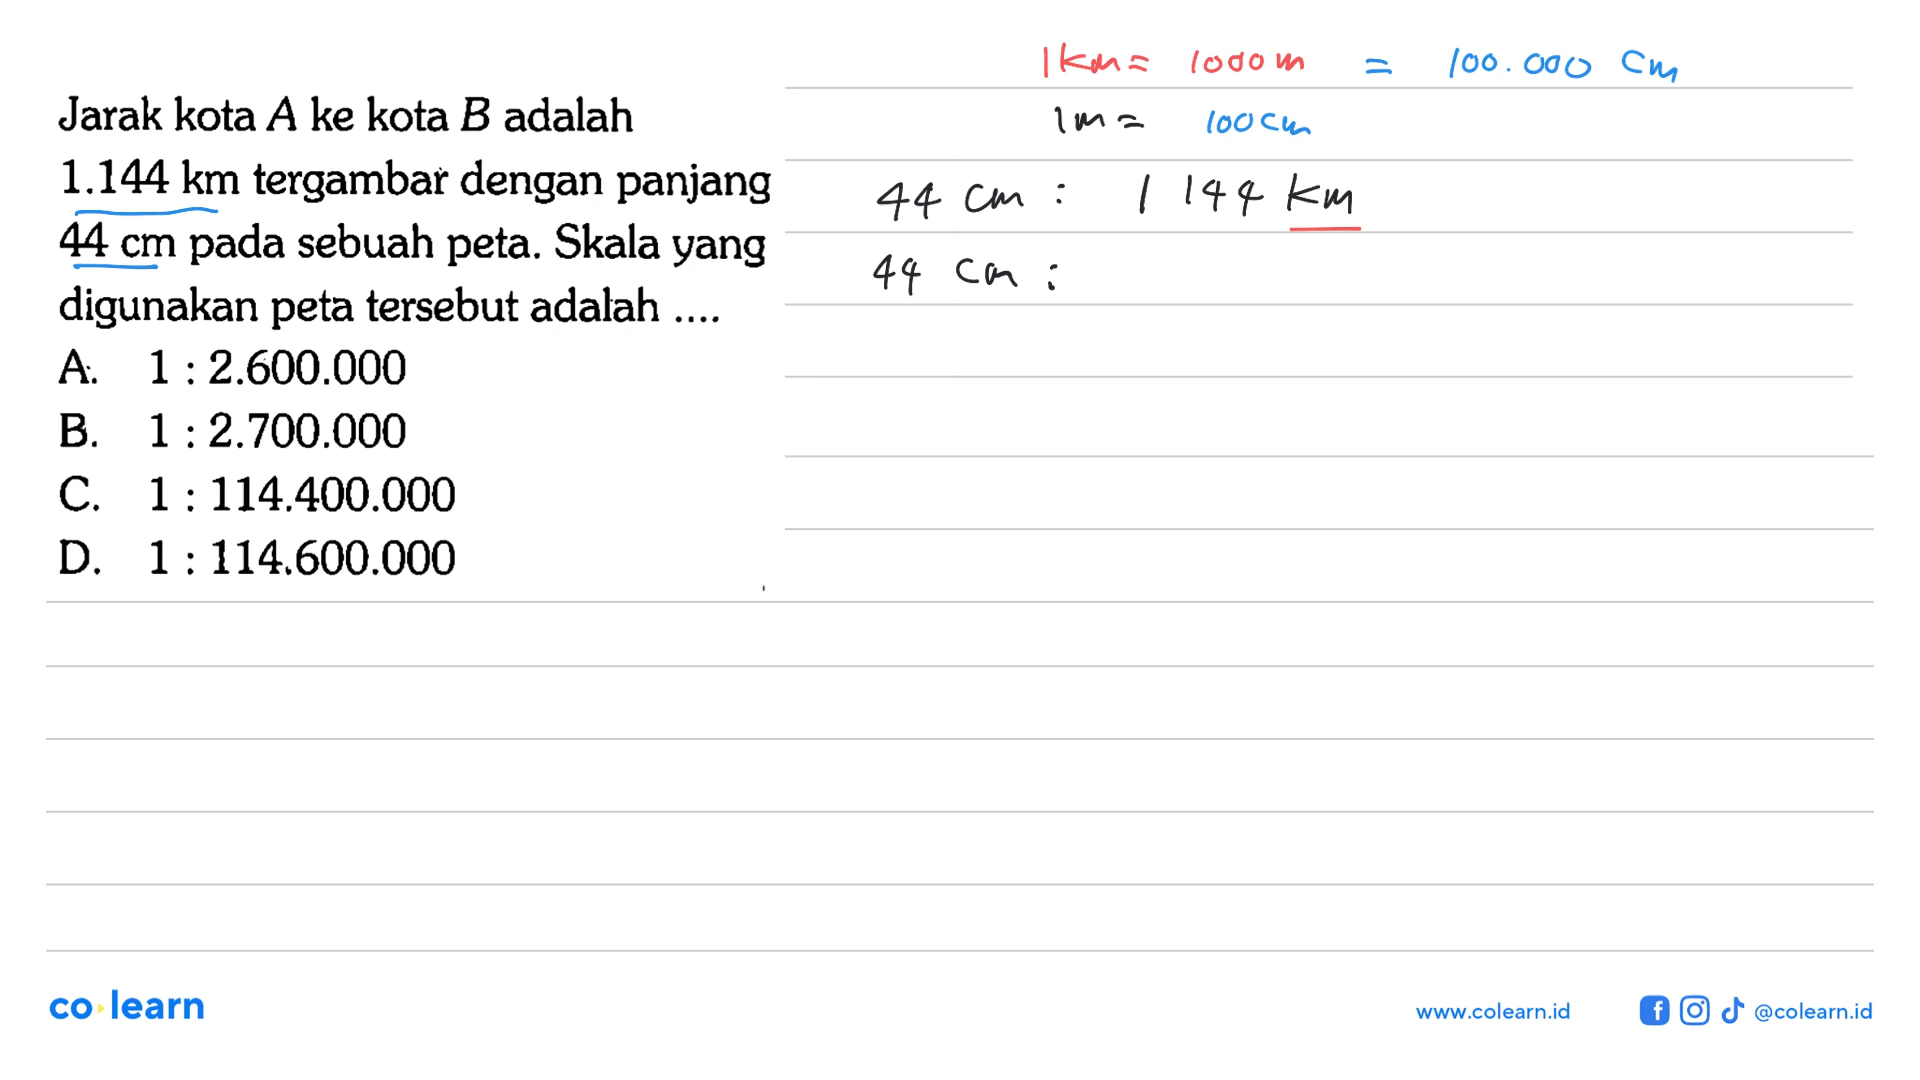 Jarak kota A ke kota B adalah
1.144 km tergambar dengan panjang
44 cm pada sebuah peta. Skala yang
digunakan peta tersebut adalah ....
A. 1 : 2.600.000
B. 1 : 2.700.000
C. 1 : 114.400.000
D. 1 : 114.600.000
1 km = 1000 m = 100.000 cm
1 m = 100 cm
44 cm : 1 144 km
44 cm :
co learn
www.colearn.id
@colearn.id